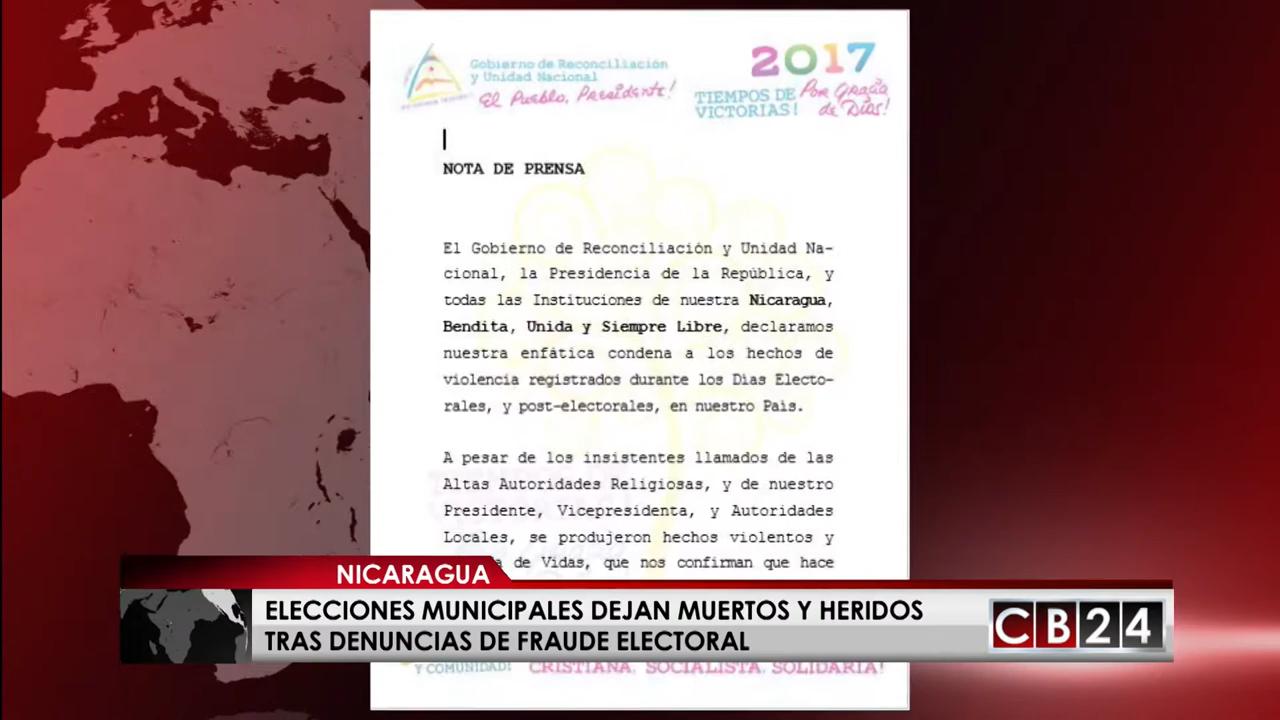 Gobierno de Reconciliación
y Unidad Nacional
El Pueblo, Presidente!
2017
TIEMPOS DE
VICTORIAS!
Por Gracia
de Dios!
NOTA DE PRENSA
El Gobierno de Reconciliación y Unidad Na-
cional, la Presidencia de la República, y
todas las Instituciones de nuestra Nicaragua,
Bendita, Unida y Siempre Libre, declaramos
nuestra enfática condena a los hechos de
violencia registrados durante los Días Electo-
rales, y post-electorales, en nuestro País.
A pesar de los insistentes llamados de las
Altas Autoridades Religiosas, y de nuestro
Presidente, Vicepresidenta, y Autoridades
Locales, se produjeron hechos violentos y
de Vidas, que nos confirman que hace
NICARAGUA
ELECCIONES MUNICIPALES DEJAN MUERTOS Y HERIDOS
TRAS DENUNCIAS DE FRAUDE ELECTORAL
CB24
Y COMUNIDAD!
CRISTIANA, SOCIALISTA, SOLIDARIA!